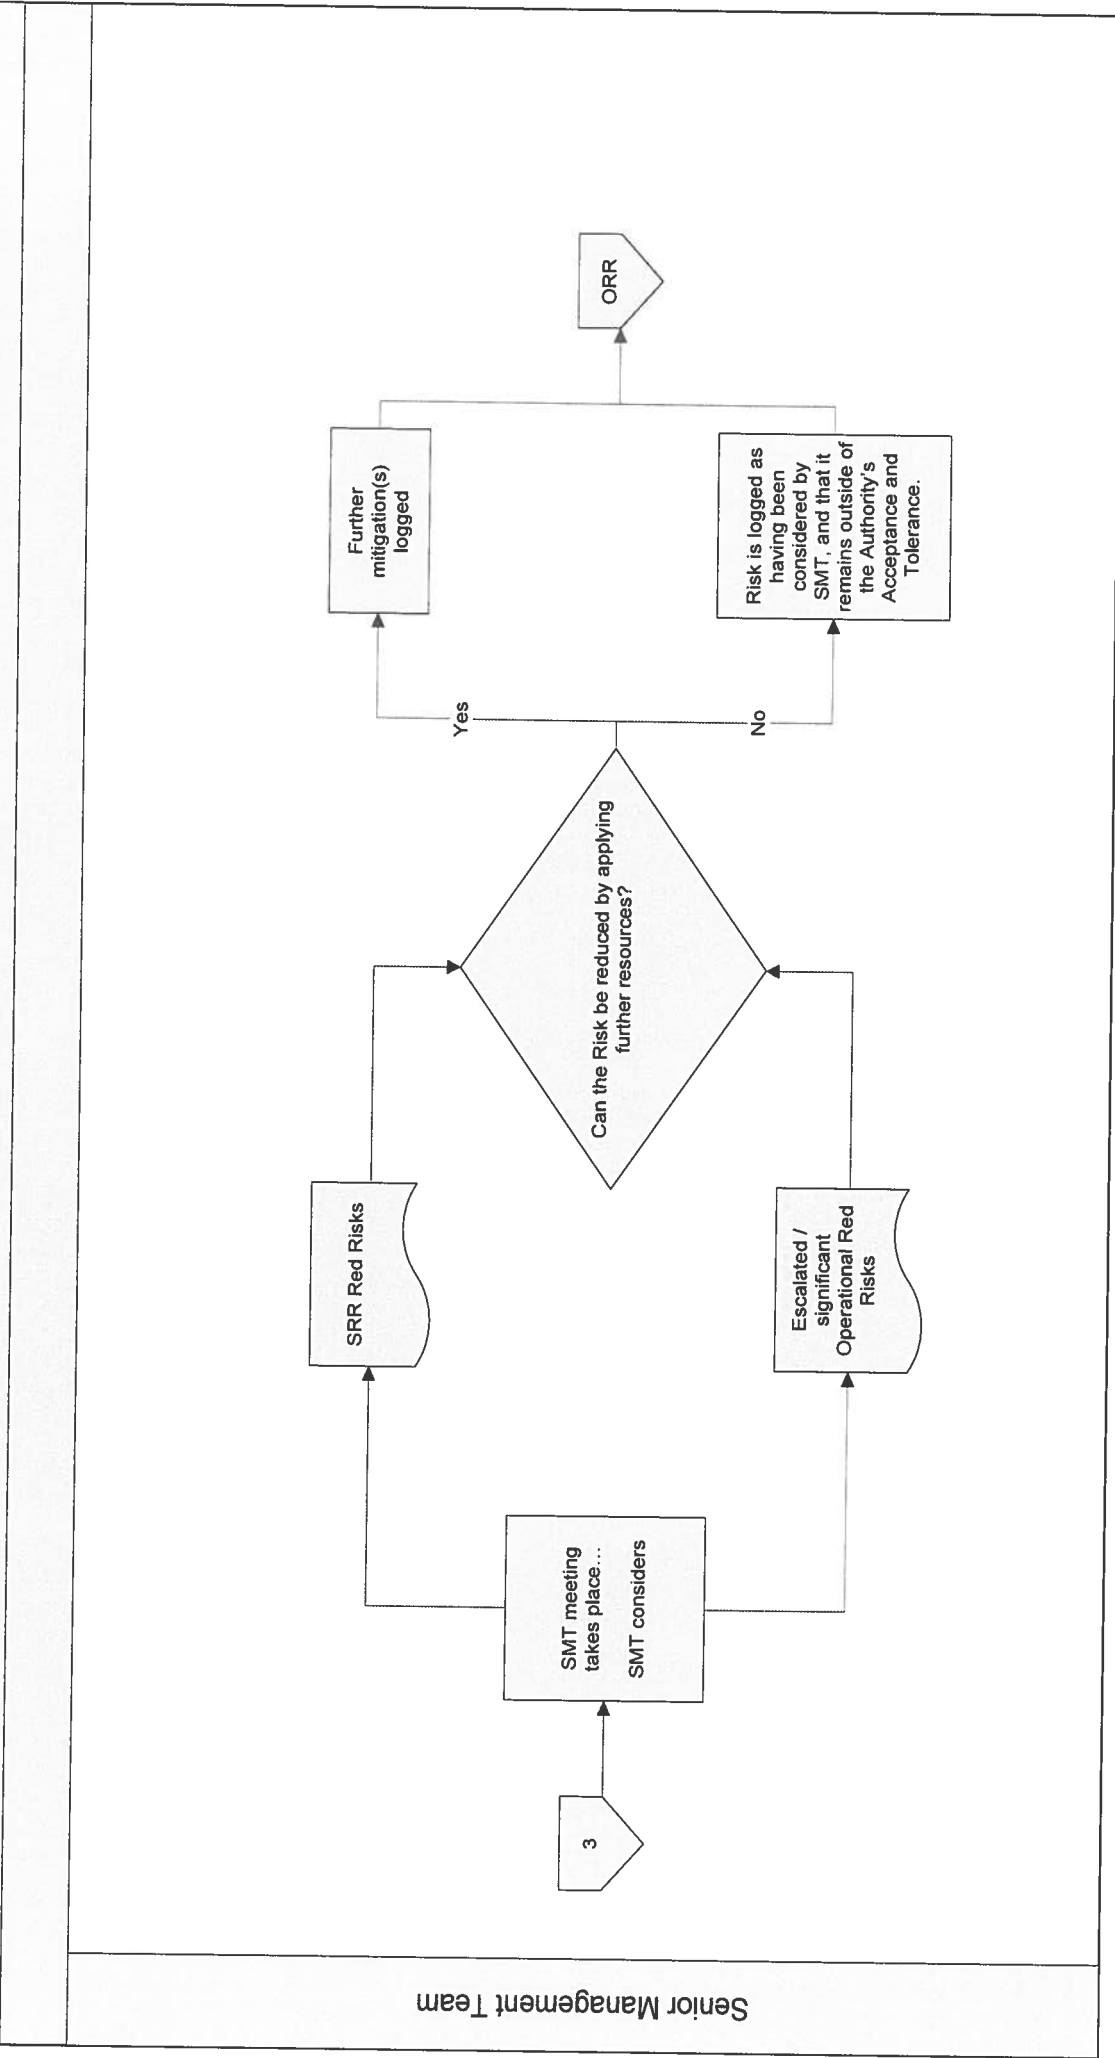 Senior Management Team
3
SMT meeting
takes place…
SMT considers
SRR Red Risks
Escalated /
significant
Operational Red
Risks
Can the Risk be reduced by applying
further resources?
Yes
No
Further
mitigation(s)
logged
Risk is logged as
having been
considered by
SMT, and that it
remains outside of
the Authority's
Acceptance and
Tolerance.
ORR